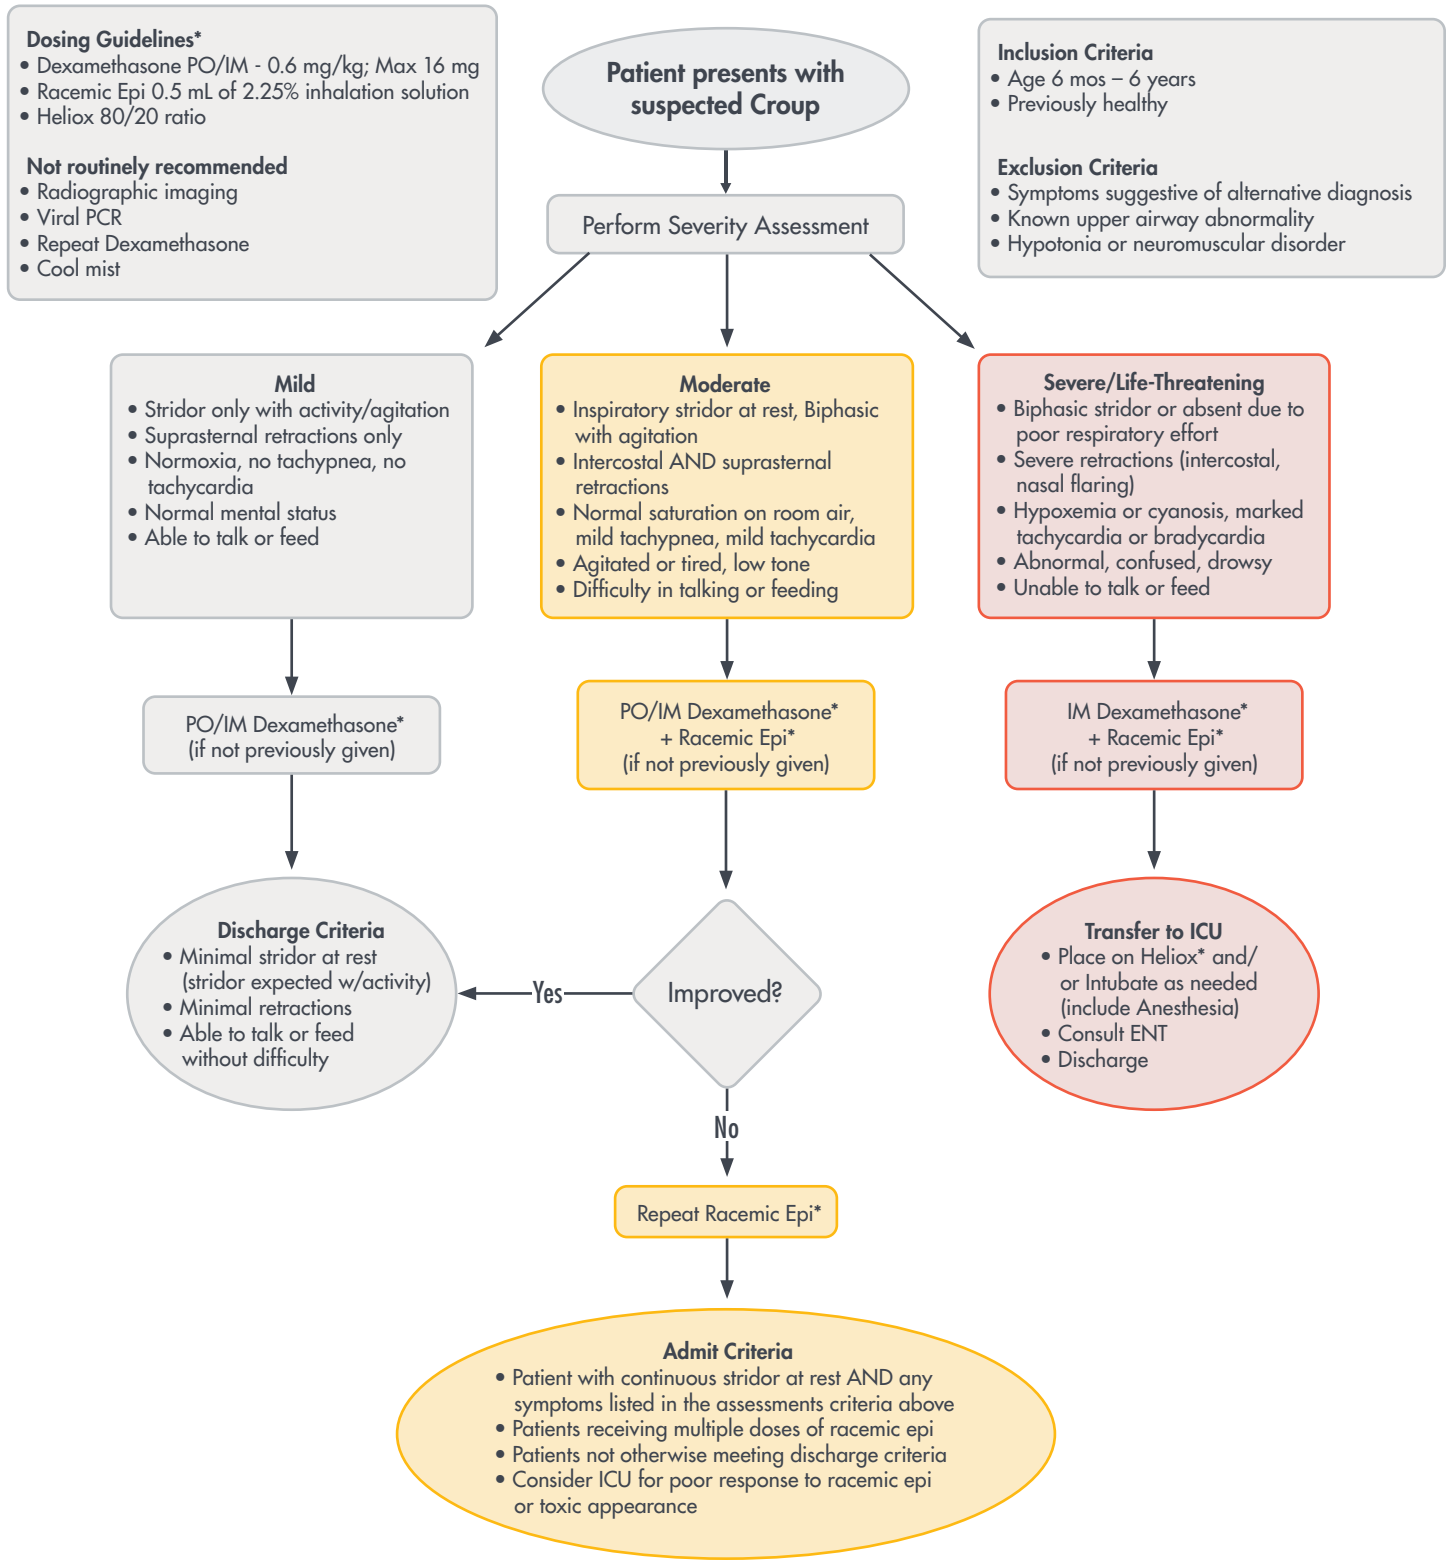 Dosing Guidelines*
• Dexamethasone PO/IM - 0.6 mg/kg; Max 16 mg
• Racemic Epi 0.5 mL of 2.25% inhalation solution
• Heliox 80/20 ratio
Not routinely recommended
• Radiographic imaging
• Viral PCR
• Repeat Dexamethasone
• Cool mist
Patient presents with
suspected Croup
Inclusion Criteria
• Age 6 mos – 6 years
• Previously healthy
Exclusion Criteria
• Symptoms suggestive of alternative diagnosis
• Known upper airway abnormality
• Hypotonia or neuromuscular disorder
Perform Severity Assessment
Mild
• Stridor only with activity/agitation
• Suprasternal retractions only
• Normoxia, no tachypnea, no
tachycardia
• Normal mental status
• Able to talk or feed
Moderate
• Inspiratory stridor at rest, Biphasic
with agitation
• Intercostal AND suprasternal
retractions
• Normal saturation on room air,
mild tachypnea, mild tachycardia
• Agitated or tired, low tone
• Difficulty in talking or feeding
Severe/Life-Threatening
• Biphasic stridor or absent due to
poor respiratory effort
• Severe retractions (intercostal,
nasal flaring)
• Hypoxemia or cyanosis, marked
tachycardia or bradycardia
• Abnormal, confused, drowsy
• Unable to talk or feed
PO/IM Dexamethasone*
(if not previously given)
PO/IM Dexamethasone*
+ Racemic Epi*
(if not previously given)
IM Dexamethasone*
+ Racemic Epi*
(if not previously given)
Discharge Criteria
• Minimal stridor at rest
(stridor expected w/activity)
• Minimal retractions
• Able to talk or feed
without difficulty
Yes
Improved?
Transfer to ICU
• Place on Heliox* and/
or Intubate as needed
(include Anesthesia)
• Consult ENT
• Discharge
No
Repeat Racemic Epi*
Admit Criteria
• Patient with continuous stridor at rest AND any
symptoms listed in the assessments criteria above
• Patients receiving multiple doses of racemic epi
• Patients not otherwise meeting discharge criteria
• Consider ICU for poor response to racemic epi
or toxic appearance